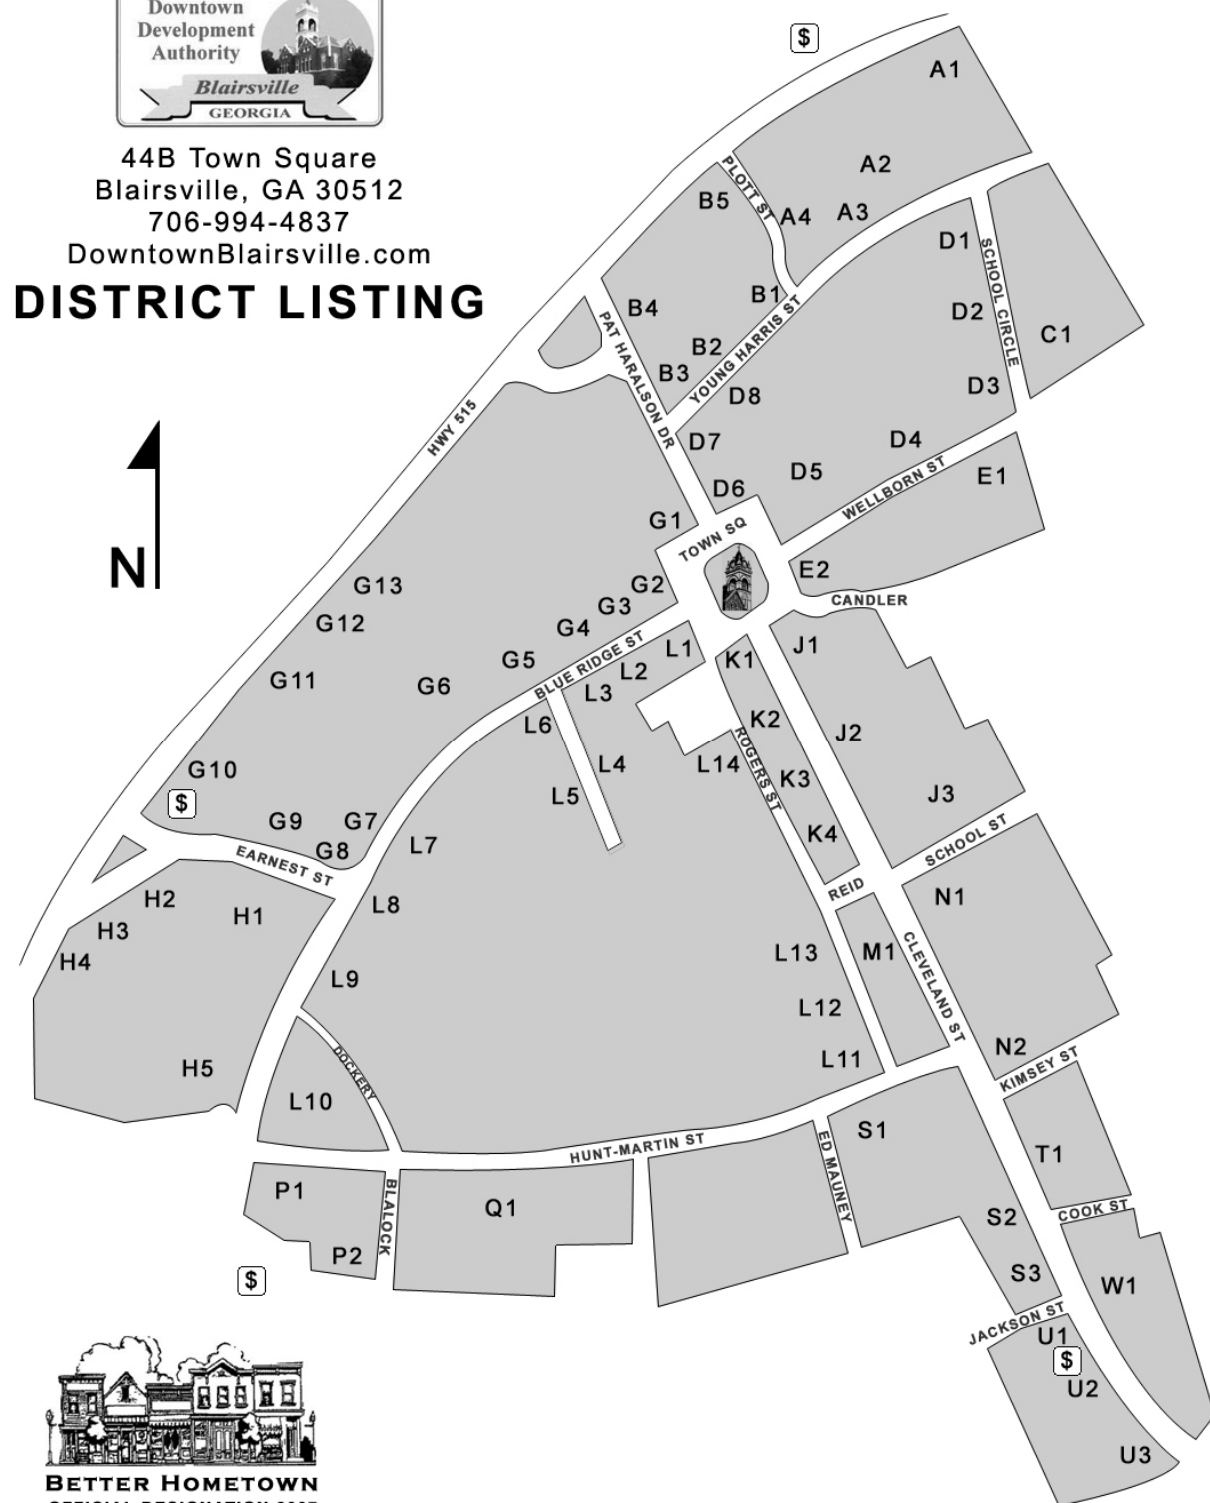 Downtown
Development
Authority
Blairsville
GEORGIA
44B Town Square
Blairsville, GA 30512
706-994-4837
DowntownBlairsville.com
DISTRICT LISTING
$
A1
A2
PLOTT ST
B5
A4
A3
D1
SCHOOL CIRCLE
B1
B4
D2
C1
PAT HARALSON DR
B2
YOUNG HARRIS ST
B3
D8
D3
HWY 515
D7
D4
D5
WELLBORN ST
E1
D6
G1
TOWN SQ
N
G13
G2
E2
CANDLER
G3
G12
G4
BLUE RIDGE ST
L1
J1
G5
K1
L2
G11
G6
L3
L6
K2
J2
ROGERS ST
L4
L14
G10
K3
L5
J3
$
G9
G7
K4
SCHOOL ST
G8
L7
EARNEST ST
REID
H2
H1
L8
N1
H3
H4
L13
M1
CLEVELAND ST
L9
L12
N2
L11
KIMSEY ST
H5
DOCKERY
L10
S1
HUNT-MARTIN ST
ED MAUNEY
T1
P1
BLALOCK
Q1
COOK ST
S2
P2
S3
$
W1
JACKSON ST
U1
$
U2
U3
BETTER HOMETOWN